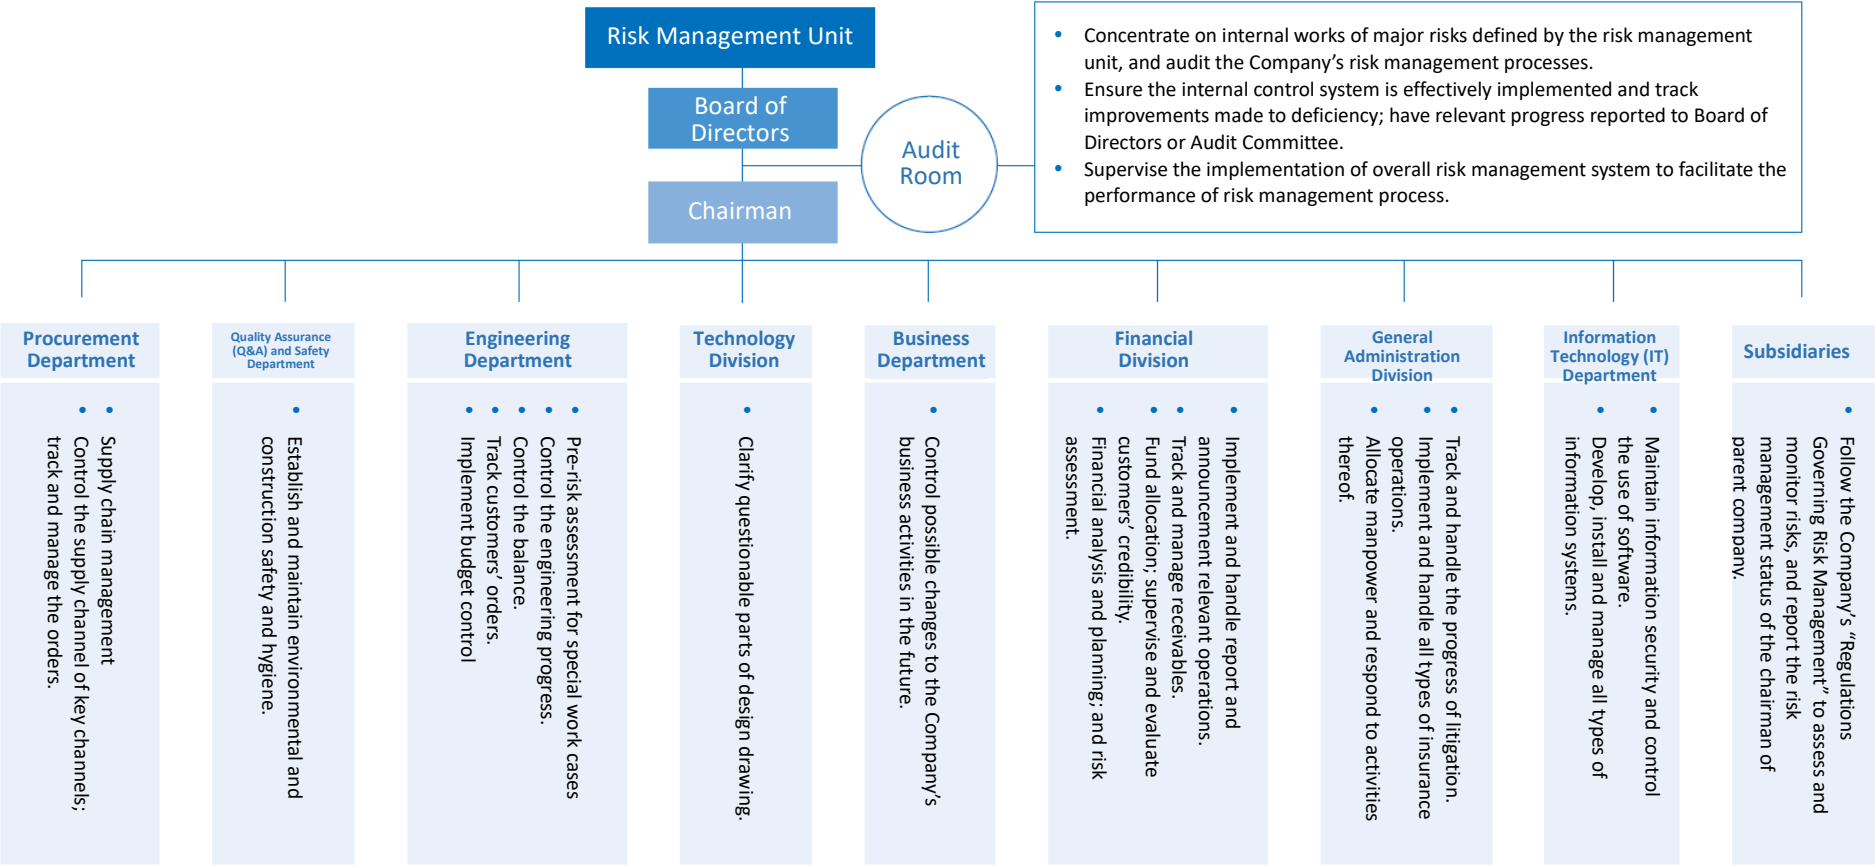 Risk Management Unit
Board of
Directors
Chairman
Audit
Room
• Concentrate on internal works of major risks defined by the risk management
unit, and audit the Company’s risk management processes.
• Ensure the internal control system is effectively implemented and track
improvements made to deficiency; have relevant progress reported to Board of
Directors or Audit Committee.
• Supervise the implementation of overall risk management system to facilitate the
performance of risk management process.
Procurement
Department
• Supply chain management
• Control the supply channel of key channels;
track and manage the orders.
Quality Assurance
(Q&A) and Safety
Department
• Establish and maintain environmental and
construction safety and hygiene.
Engineering
Department
• Pre-risk assessment for special work cases
• Control the engineering progress.
• Control the balance.
• Track customers’ orders.
• Implement budget control
Technology
Division
• Clarify questionable parts of design drawing.
Business
Department
• Control possible changes to the Company’s
business activities in the future.
Financial
Division
• Implement and handle report and
announcement relevant operations.
• Track and manage receivables.
• Fund allocation; supervise and evaluate
customers’ credibility.
• Financial analysis and planning; and risk
assessment.
General
Administration
Division
• Track and handle the progress of litigation.
• Implement and handle all types of insurance
operations.
• Allocate manpower and respond to activities
thereof.
Information
Technology (IT)
Department
• Maintain information security and control
the use of software.
• Develop, install and manage all types of
information systems.
Subsidiaries
• Follow the Company’s “Regulations
Governing Risk Management” to assess and
monitor risks, and report the risk
management status of the chairman of
parent company.